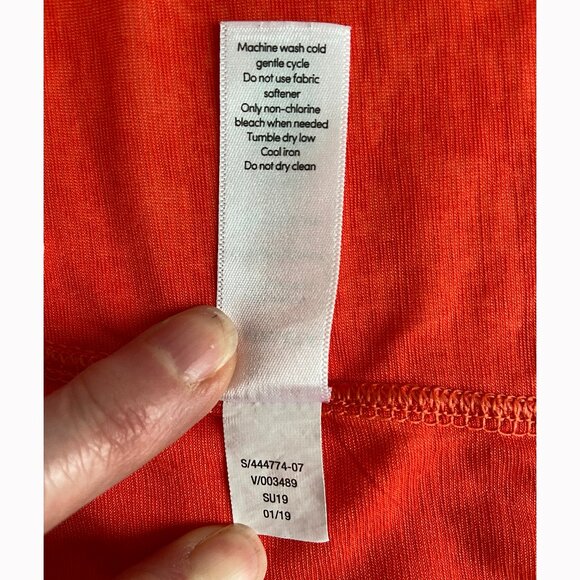 Machine wash cold
gentle cycle
Do not use fabric
softener
Only non-chlorine
bleach when needed
Tumble dry low
Cool iron
Do not dry clean
S/444774-07
V/003489
SU19
01/19